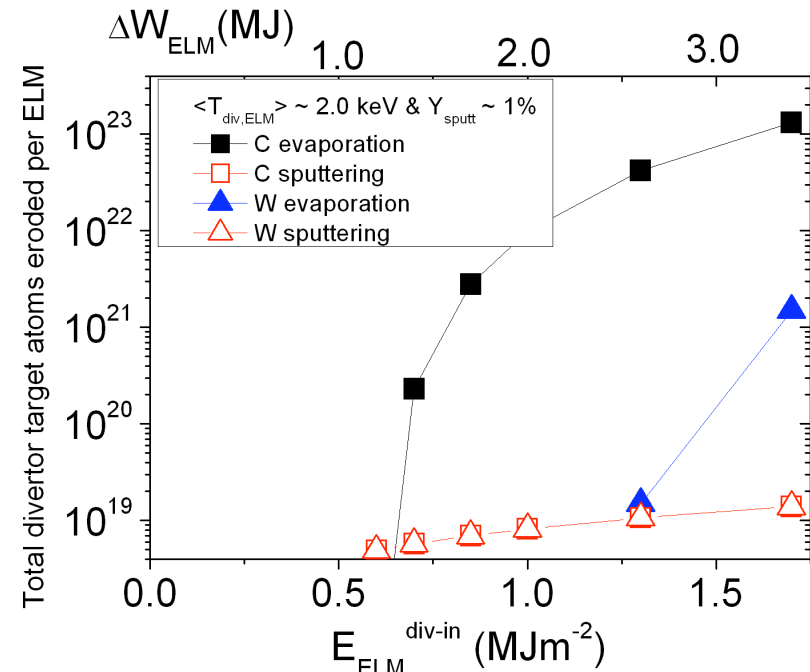 ΔW_ELM(MJ)
1.0 2.0 3.0
Total divertor target atoms eroded per ELM
<T_div,ELM> ~ 2.0 keV & Y_sputt ~ 1%
C evaporation
C sputtering
W evaporation
W sputtering
10^23
10^22
10^21
10^20
10^19
0.0 0.5 1.0 1.5
E_ELM^div-in (MJm^-2)